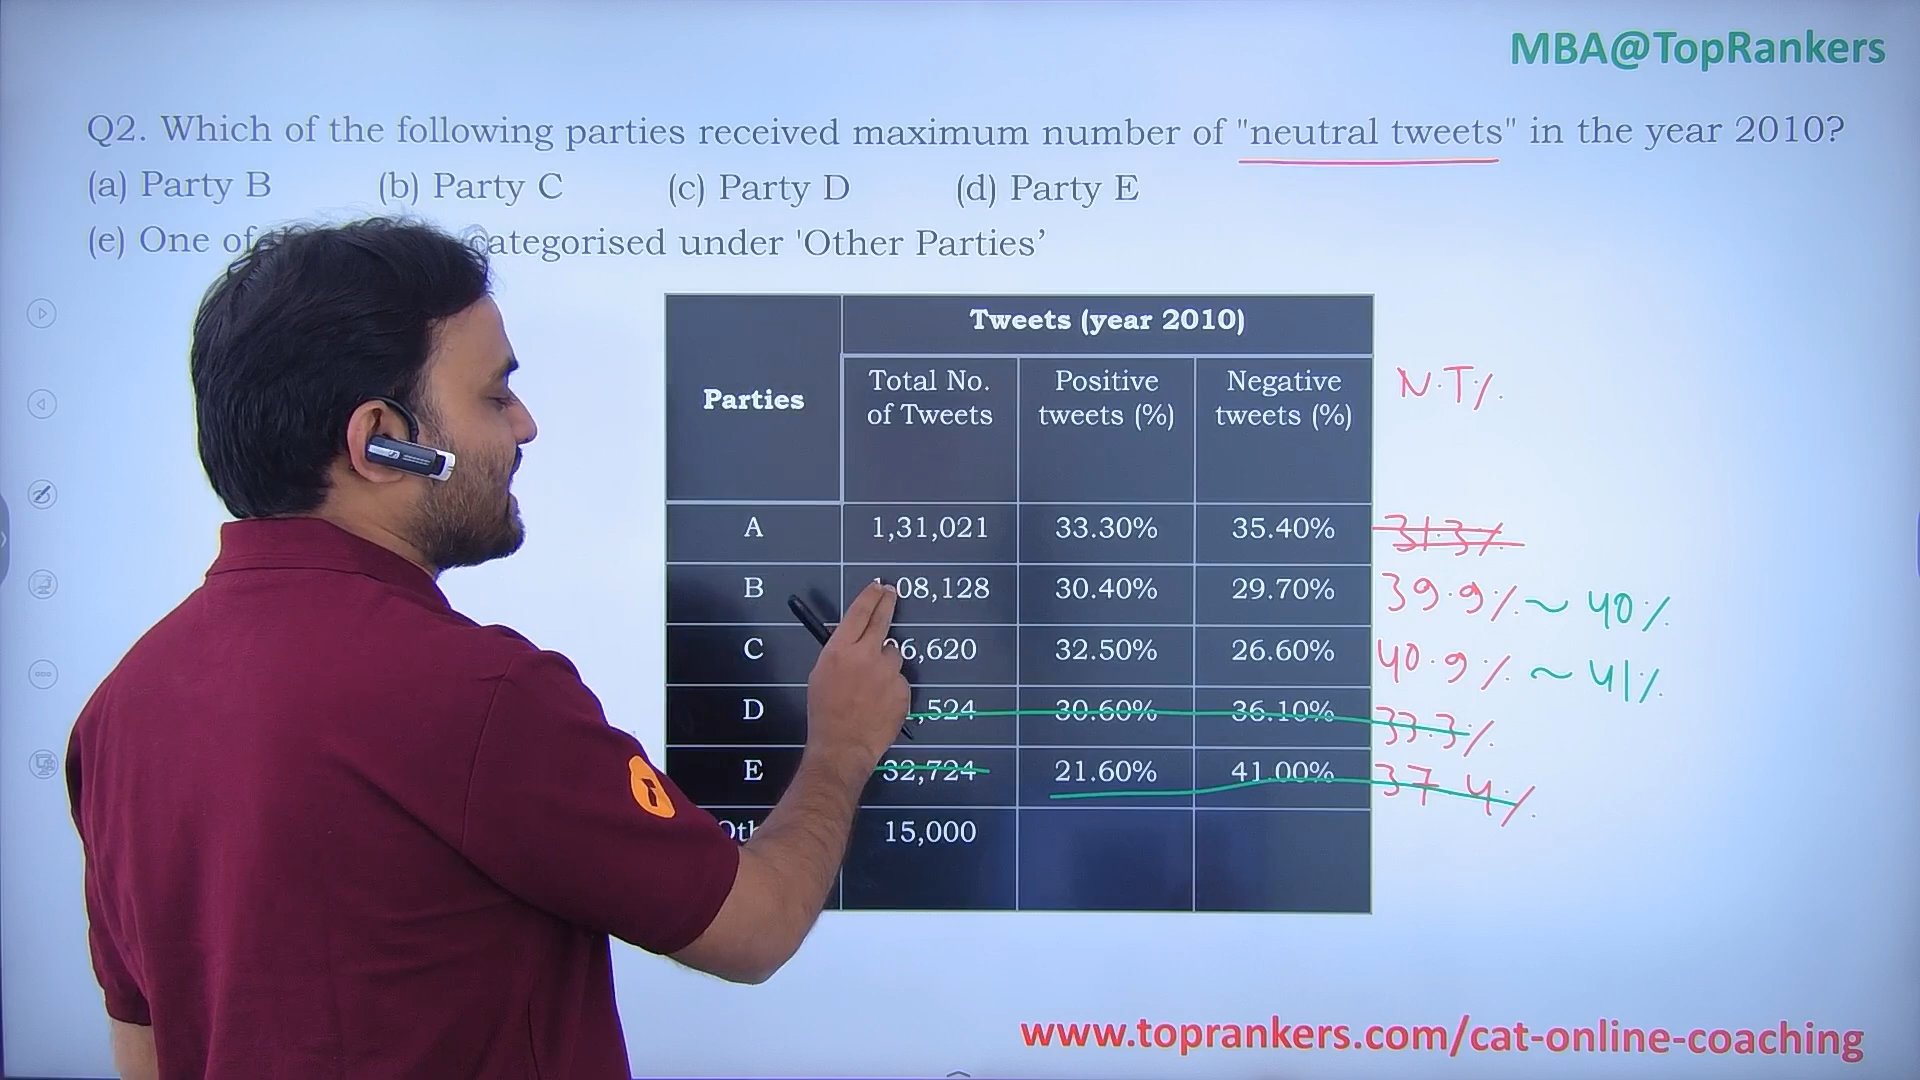 MBA@TopRankers
Q2. Which of the following parties received maximum number of "neutral tweets" in the year 2010?
(a) Party B (b) Party C (c) Party D (d) Party E
(e) One of categorised under 'Other Parties’
Tweets (year 2010)
Parties
Total No. of Tweets
Positive tweets (%)
Negative tweets (%)
N.T%
A 1,31,021 33.30% 35.40% 31.3%
B 1,08,128 30.40% 29.70% 39.9% ~ 40%
C 6,620 32.50% 26.60% 40.9% ~ 41%
D ,524 30.60% 36.10% 33.3%
E 32,724 21.60% 41.00% 37.4%
15,000
www.toprankers.com/cat-online-coaching